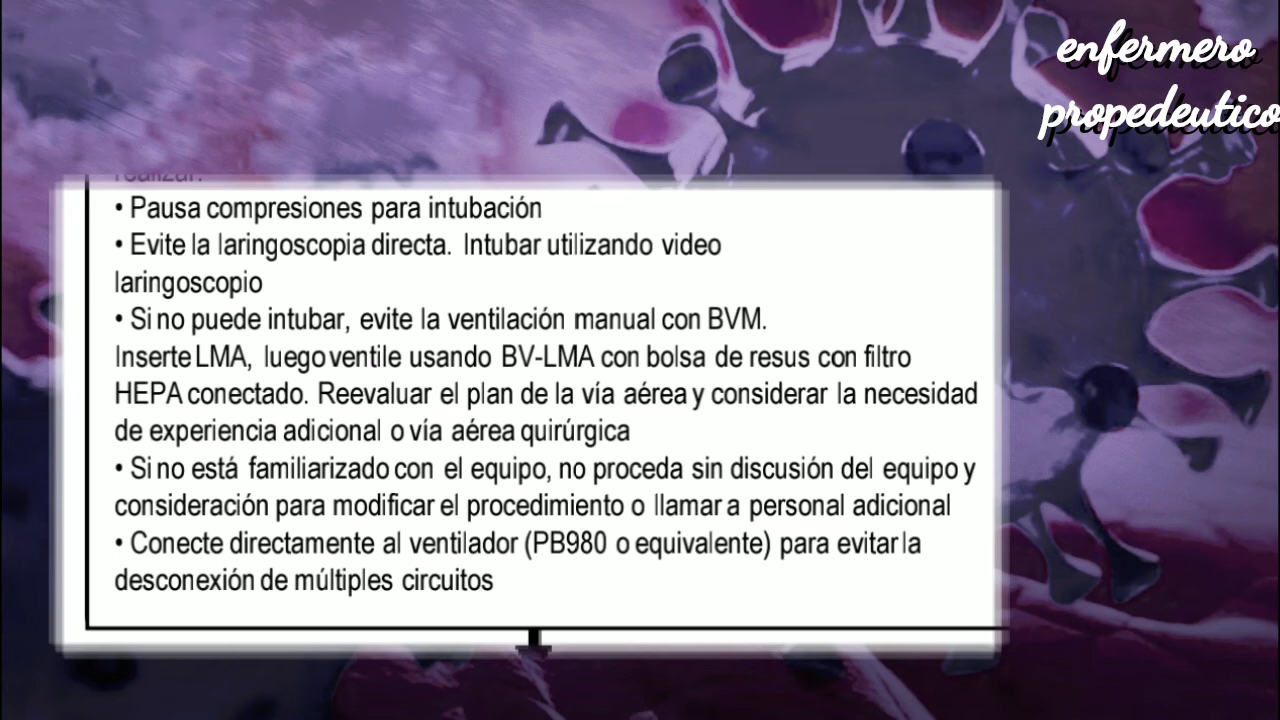 enfermero
propedeutico
realizar:
• Pausa compresiones para intubación
• Evite la laringoscopia directa. Intubar utilizando video
laringoscopio
• Si no puede intubar, evite la ventilación manual con BVM.
Inserte LMA, luego ventile usando BV-LMA con bolsa de resus con filtro
HEPA conectado. Reevaluar el plan de la vía aérea y considerar la necesidad
de experiencia adicional o vía aérea quirúrgica
• Si no está familiarizado con el equipo, no proceda sin discusión del equipo y
consideración para modificar el procedimiento o llamar a personal adicional
• Conecte directamente al ventilador (PB980 o equivalente) para evitar la
desconexión de múltiples circuitos